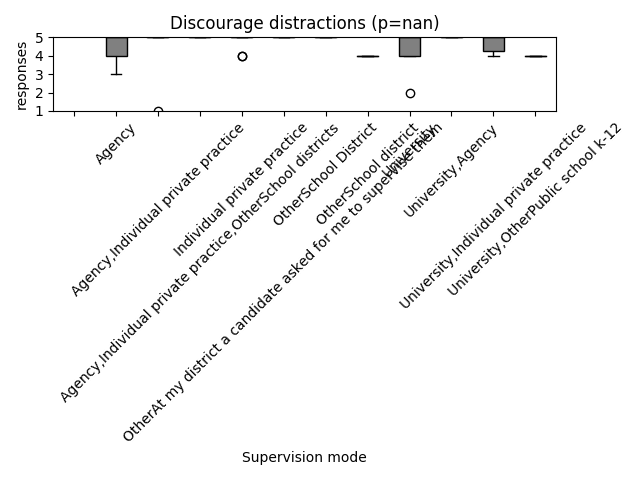 Discourage distractions (p=nan)
responses
5
4
3
2
1
Agency
Agency,Individual private practice
Agency,Individual private practice,OtherSchool districts
Individual private practice
OtherAt my district a candidate asked for me to supervise them
OtherSchool District
OtherSchool district
University
University,Agency
University,Individual private practice
University,OtherPublic school k-12
Supervision mode